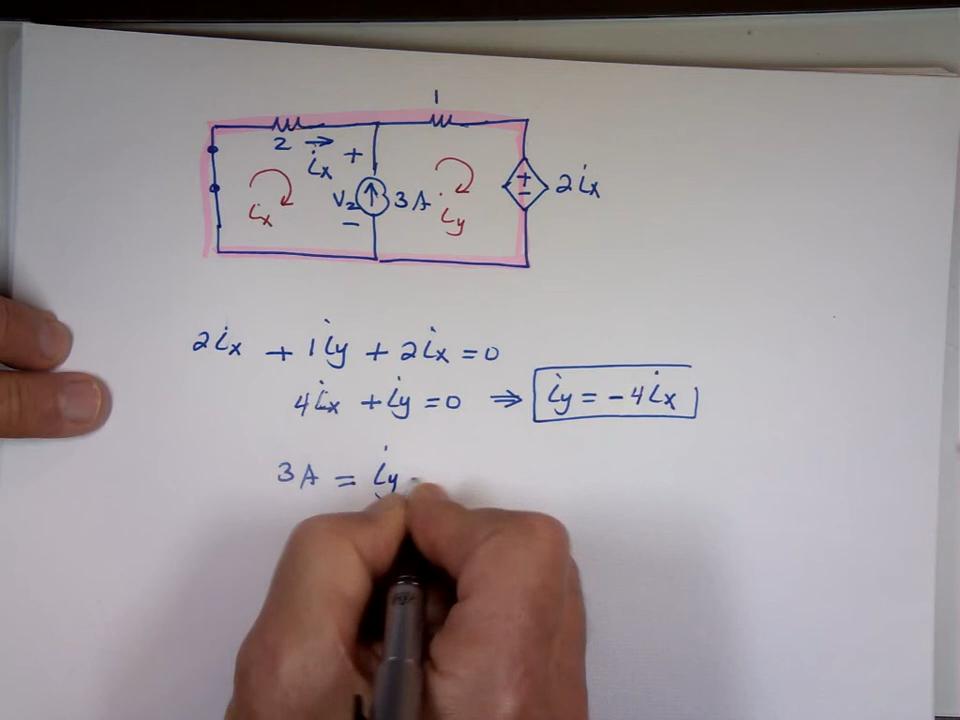 1
2 → ix +
+ −
2ix
V2 3A
−
ix
iy
2ix + 1iy + 2ix = 0
4ix + iy = 0 ⇒ iy = -4ix
3A = iy